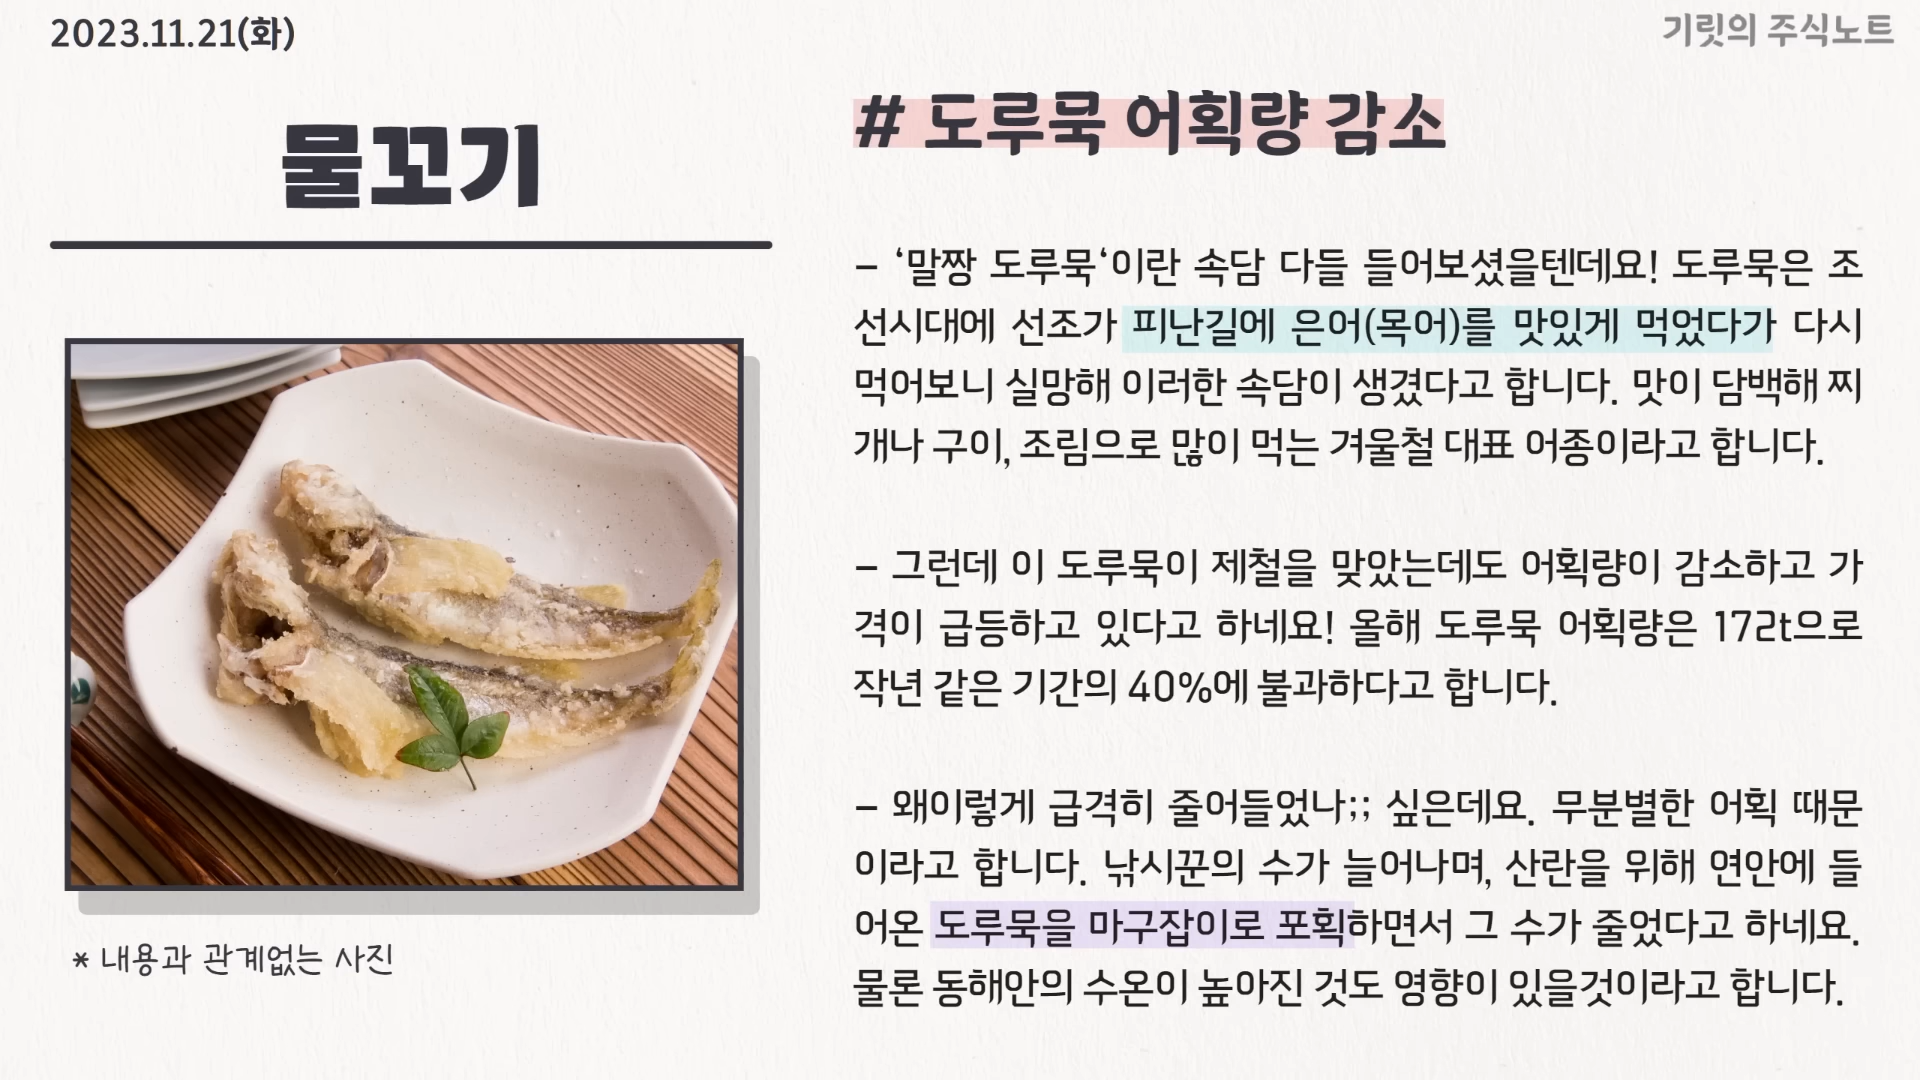 2023.11.21(화)
기릿의 주식노트
물꼬기
* 내용과 관계없는 사진
# 도루묵 어획량 감소
– ‘말짱 도루묵‘이란 속담 다들 들어보셨을텐데요! 도루묵은 조
선시대에 선조가 피난길에 은어(목어)를 맛있게 먹었다가 다시
먹어보니 실망해 이러한 속담이 생겼다고 합니다. 맛이 담백해 찌
개나 구이, 조림으로 많이 먹는 겨울철 대표 어종이라고 합니다.
– 그런데 이 도루묵이 제철을 맞았는데도 어획량이 감소하고 가
격이 급등하고 있다고 하네요! 올해 도루묵 어획량은 172t으로
작년 같은 기간의 40%에 불과하다고 합니다.
– 왜이렇게 급격히 줄어들었나;; 싶은데요. 무분별한 어획 때문
이라고 합니다. 낚시꾼의 수가 늘어나며, 산란을 위해 연안에 들
어온 도루묵을 마구잡이로 포획하면서 그 수가 줄었다고 하네요.
물론 동해안의 수온이 높아진 것도 영향이 있을것이라고 합니다.